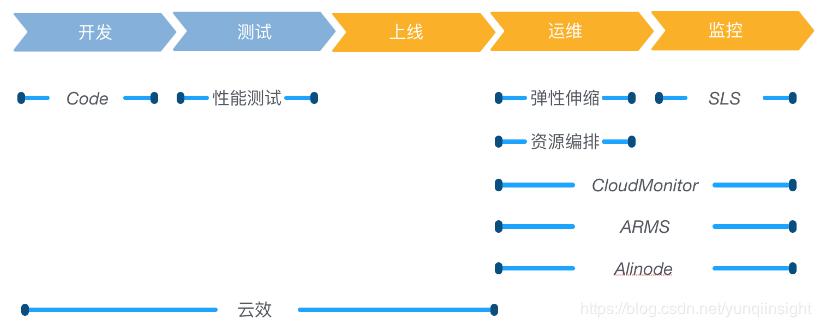 开发 测试 上线 运维 监控
Code 性能测试 弹性伸缩 SLS
资源编排
CloudMonitor
ARMS
Alinode
云效 https://blog.csdn.net/yunqiinsight